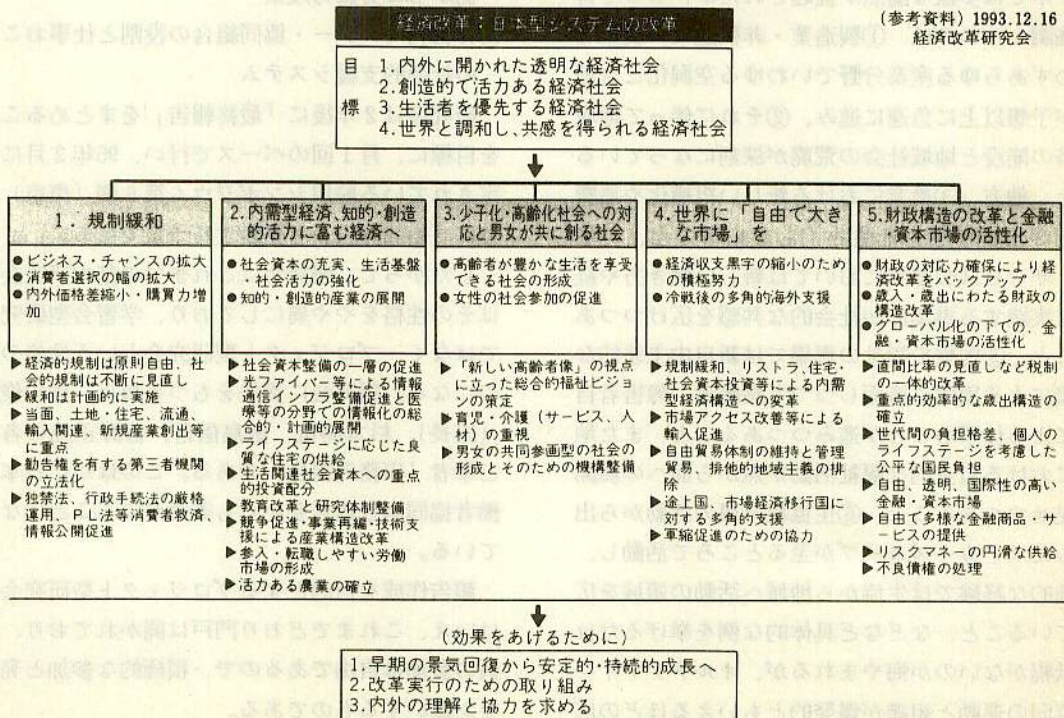 (参考資料) 1993.12.16
経済改革研究会
経済改革：日本型システムの改革
目標
1.内外に開かれた透明な経済社会
2.創造的で活力ある経済社会
3.生活者を優先する経済社会
4.世界と調和し、共感を得られる経済社会
1. 規制緩和
●ビジネス・チャンスの拡大
●消費者選択の幅の拡大
●内外価格差縮小・購買力増
加
▶経済的規制は原則自由、社
会的規制は不断に見直し
▶緩和は計画的に実施
▶当面、土地・住宅、流通、
輸入関連、新規産業創出等
に重点
▶勧告権を有する第三者機関
の立法化
▶独禁法、行政手続法の厳格
運用、PL法等消費者救済、
情報公開促進
2.内需型経済、知的・創造
的活力に富む経済へ
●社会資本の充実、生活基盤
・社会活力の強化
●知的・創造的産業の展開
▶社会資本整備の一層の促進
▶光ファイバー等による情報
通信インフラ整備促進と医
療等の分野での情報化の総
合的・計画的展開
▶ライフステージに応じた良
質な住宅の供給
▶生活関連社会資本への重点
的投資配分
▶教育改革と研究体制整備
▶競争促進・事業再編・技術支
援による産業構造改革
▶参入・転職しやすい労働
市場の形成
▶活力ある農業の確立
3.少子化・高齢化社会への対
応と男女が共に創る社会
●高齢者が豊かな生活を享受
できる社会の形成
●女性の社会参加の促進
▶「新しい高齢者像」の視点
に立った総合的福祉ビジョ
ンの策定
▶育児・介護（サービス、人
材）の重視
▶男女の共同参画型の社会の
形成とそのための機構整備
4.世界に「自由で大き
な市場」を
●経済収支黒字の縮小のため
の積極努力
●冷戦後の多角的海外支援
▶規制緩和、リストラ、住宅・
社会資本投資等による内需
型経済構造への変革
▶市場アクセス改善等による
輸入促進
▶自由貿易体制の維持と管理
貿易、排他的地域主義の排
除
▶途上国、市場経済移行国に
対する多角的支援
▶軍縮促進のための協力
5.財政構造の改革と金融
・資本市場の活性化
●財政の対応力確保により経
済改革をバックアップ
●歳入・歳出にわたる財政の
構造改革
●グローバル化の下での、金
融・資本市場の活性化
▶直間比率の見直しなど税制
の一体的改革
▶重点的効率的な歳出構造の
確立
▶世代間の負担格差、個人の
ライフステージを考慮した
公平な国民負担
▶自由、透明、国際性の高い
金融・資本市場
▶自由で多様な金融商品・サ
ービスの提供
▶リスクマネーの円滑な供給
▶不良債権の処理
(効果をあげるために)
1.早期の景気回復から安定的・持続的成長へ
2.改革実行のための取り組み
3.内外の理解と協力を求める